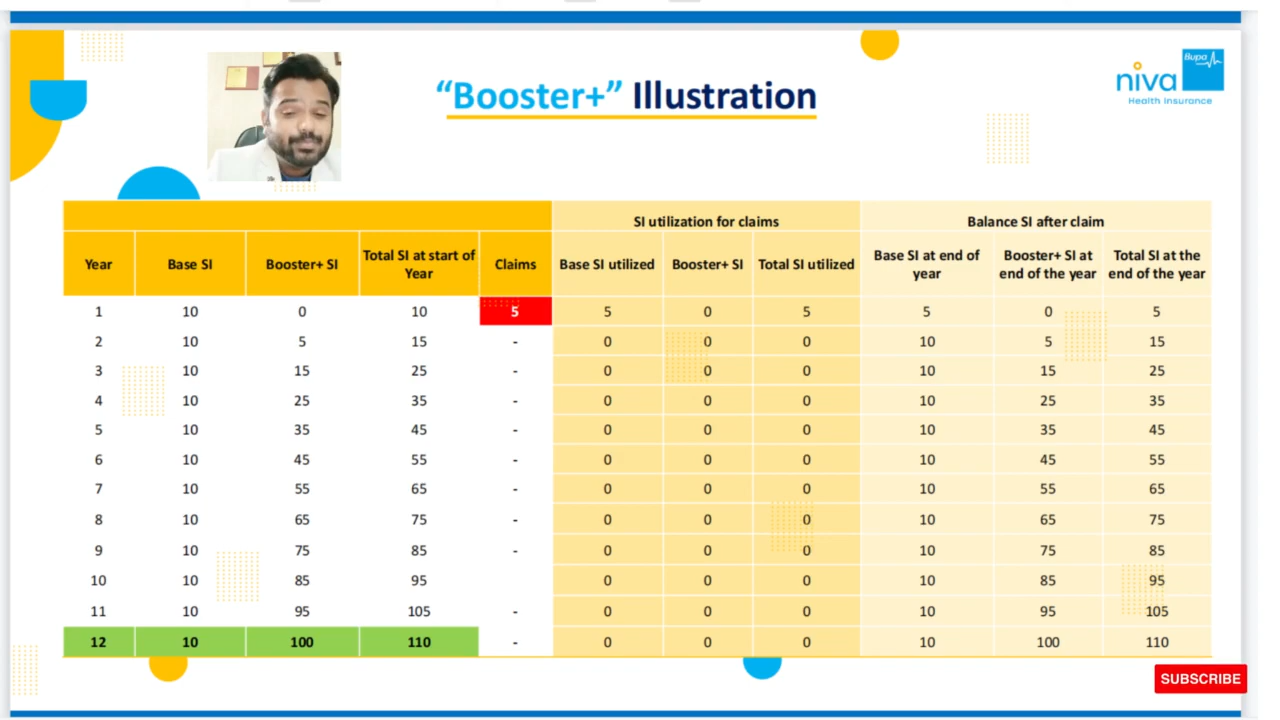 “Booster+” Illustration
Bupa
niva
Health Insurance
SI utilization for claims Balance SI after claim
Year Base SI Booster+ SI Total SI at start of Year Claims Base SI utilized Booster+ SI Total SI utilized Base SI at end of year Booster+ SI at end of the year Total SI at the end of the year
1 10 0 10 5 5 0 5 5 0 5
2 10 5 15 - 0 0 0 10 5 15
3 10 15 25 - 0 0 0 10 15 25
4 10 25 35 - 0 0 0 10 25 35
5 10 35 45 - 0 0 0 10 35 45
6 10 45 55 - 0 0 0 10 45 55
7 10 55 65 - 0 0 0 10 55 65
8 10 65 75 - 0 0 0 10 65 75
9 10 75 85 - 0 0 0 10 75 85
10 10 85 95 0 0 0 10 85 95
11 10 95 105 - 0 0 0 10 95 105
12 10 100 110 - 0 0 0 10 100 110
SUBSCRIBE